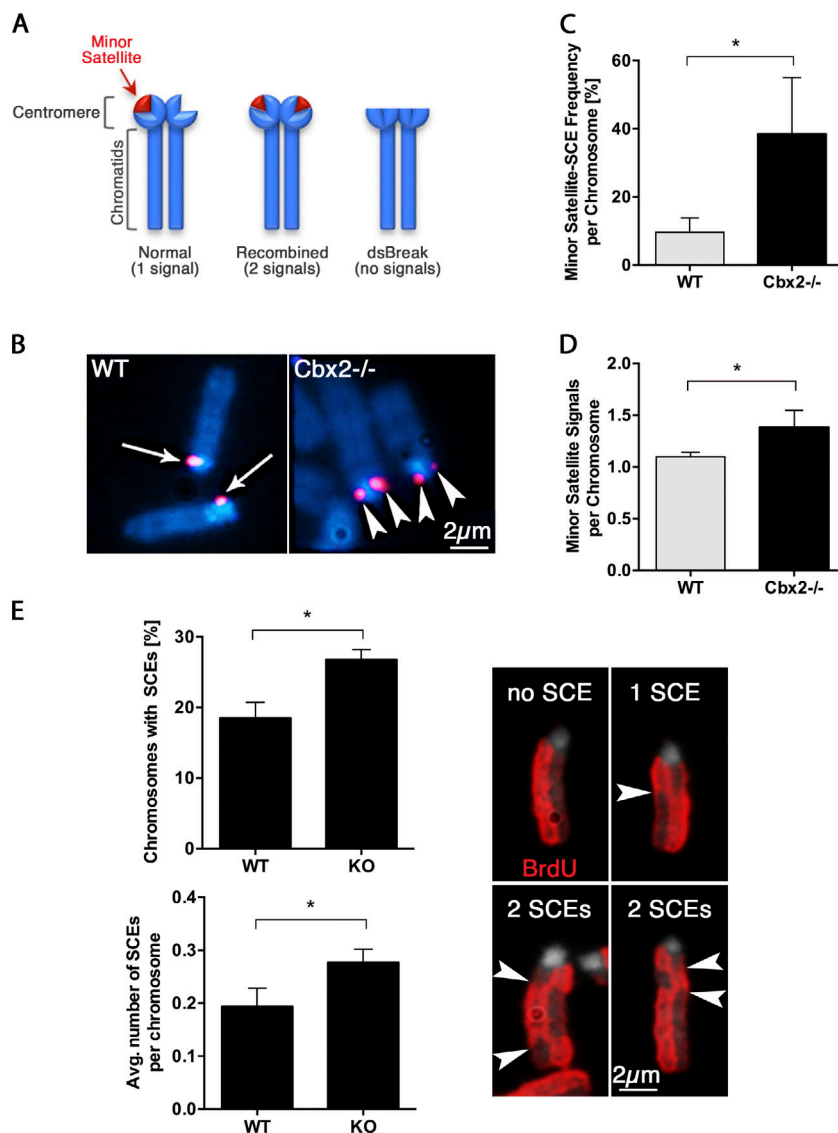 A
Minor
Satellite
Centromere
Chromatids
Normal
(1 signal)
Recombined
(2 signals)
dsBreak
(no signals)
B
WT
Cbx2-/-
2µm
C
Minor Satellite-SCE Frequency
per Chromosome [%]
60
40
20
0
*
WT
Cbx2-/-
D
Minor Satellite Signals
per Chromosome
2.0
1.5
1.0
0.5
0.0
*
WT
Cbx2-/-
E
Chromosomes with SCEs [%]
30
20
10
0
*
WT
KO
Avg. number of SCEs
per chromosome
0.4
0.3
0.2
0.1
0.0
*
WT
KO
no SCE
1 SCE
BrdU
2 SCEs
2 SCEs
2µm